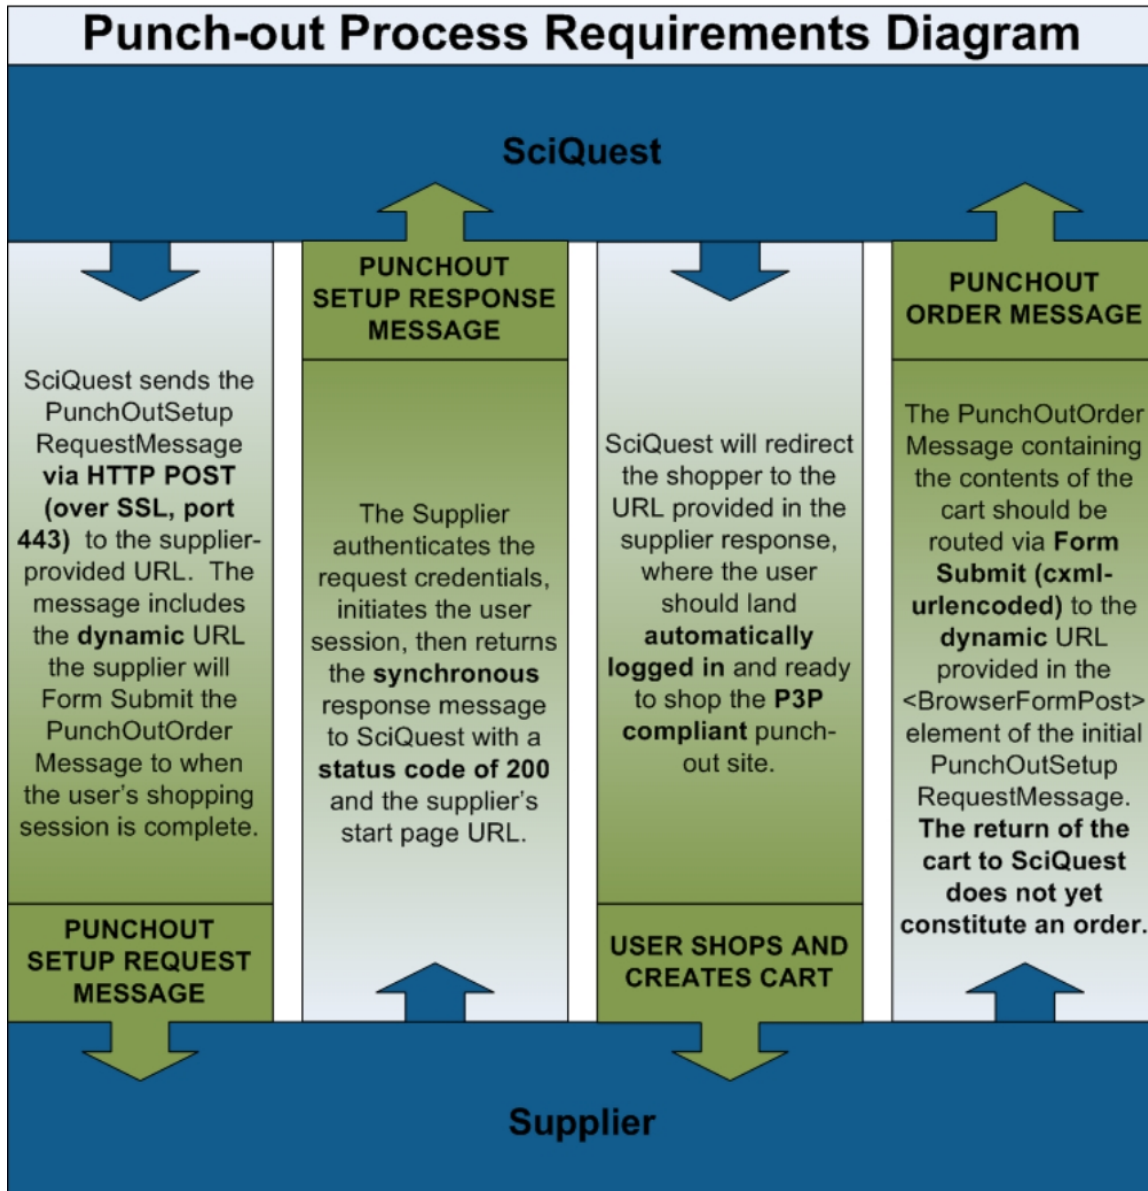 Punch-out Process Requirements Diagram
SciQuest
SciQuest sends the
PunchOutSetup
RequestMessage
via HTTP POST
(over SSL, port
443) to the supplier-
provided URL. The
message includes
the dynamic URL
the supplier will
Form Submit the
PunchOutOrder
Message to when
the user's shopping
session is complete.
PUNCHOUT
SETUP REQUEST
MESSAGE
PUNCHOUT
SETUP RESPONSE
MESSAGE
The Supplier
authenticates the
request credentials,
initiates the user
session, then returns
the synchronous
response message
to SciQuest with a
status code of 200
and the supplier's
start page URL.
SciQuest will redirect
the shopper to the
URL provided in the
supplier response,
where the user
should land
automatically
logged in and ready
to shop the P3P
compliant punch-
out site.
USER SHOPS AND
CREATES CART
PUNCHOUT
ORDER MESSAGE
The PunchOutOrder
Message containing
the contents of the
cart should be
routed via Form
Submit (cxml-
urlencoded) to the
dynamic URL
provided in the
<BrowserFormPost>
element of the initial
PunchOutSetup
RequestMessage.
The return of the
cart to SciQuest
does not yet
constitute an order.
Supplier